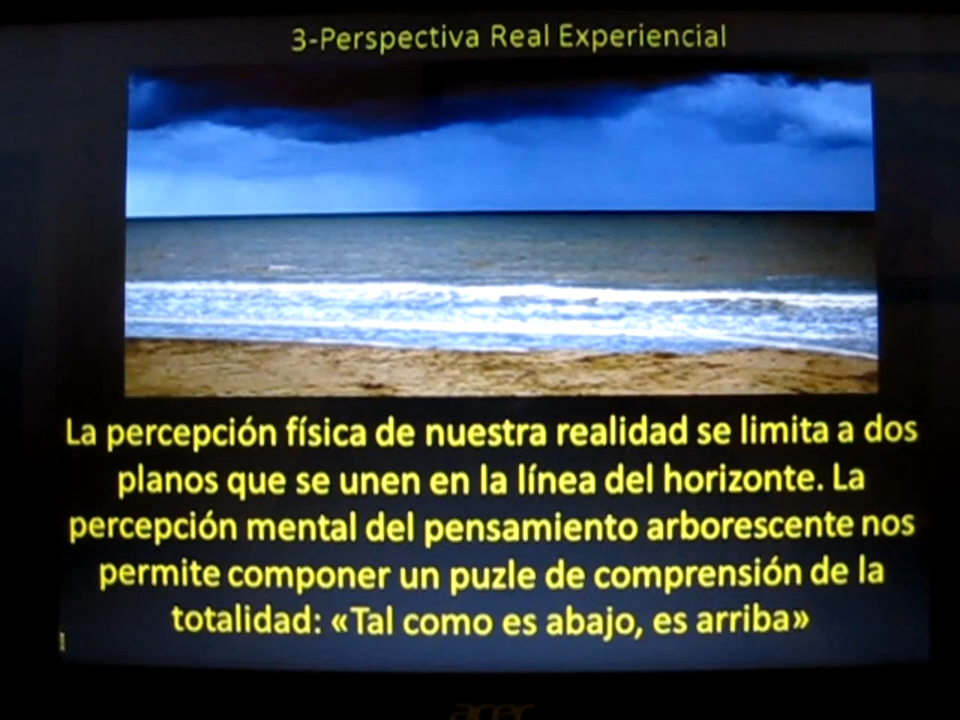 3-Perspectiva Real Experiencial
La percepción física de nuestra realidad se limita a dos
planos que se unen en la línea del horizonte. La
percepción mental del pensamiento arborescente nos
permite componer un puzle de comprensión de la
totalidad: «Tal como es abajo, es arriba»
acer